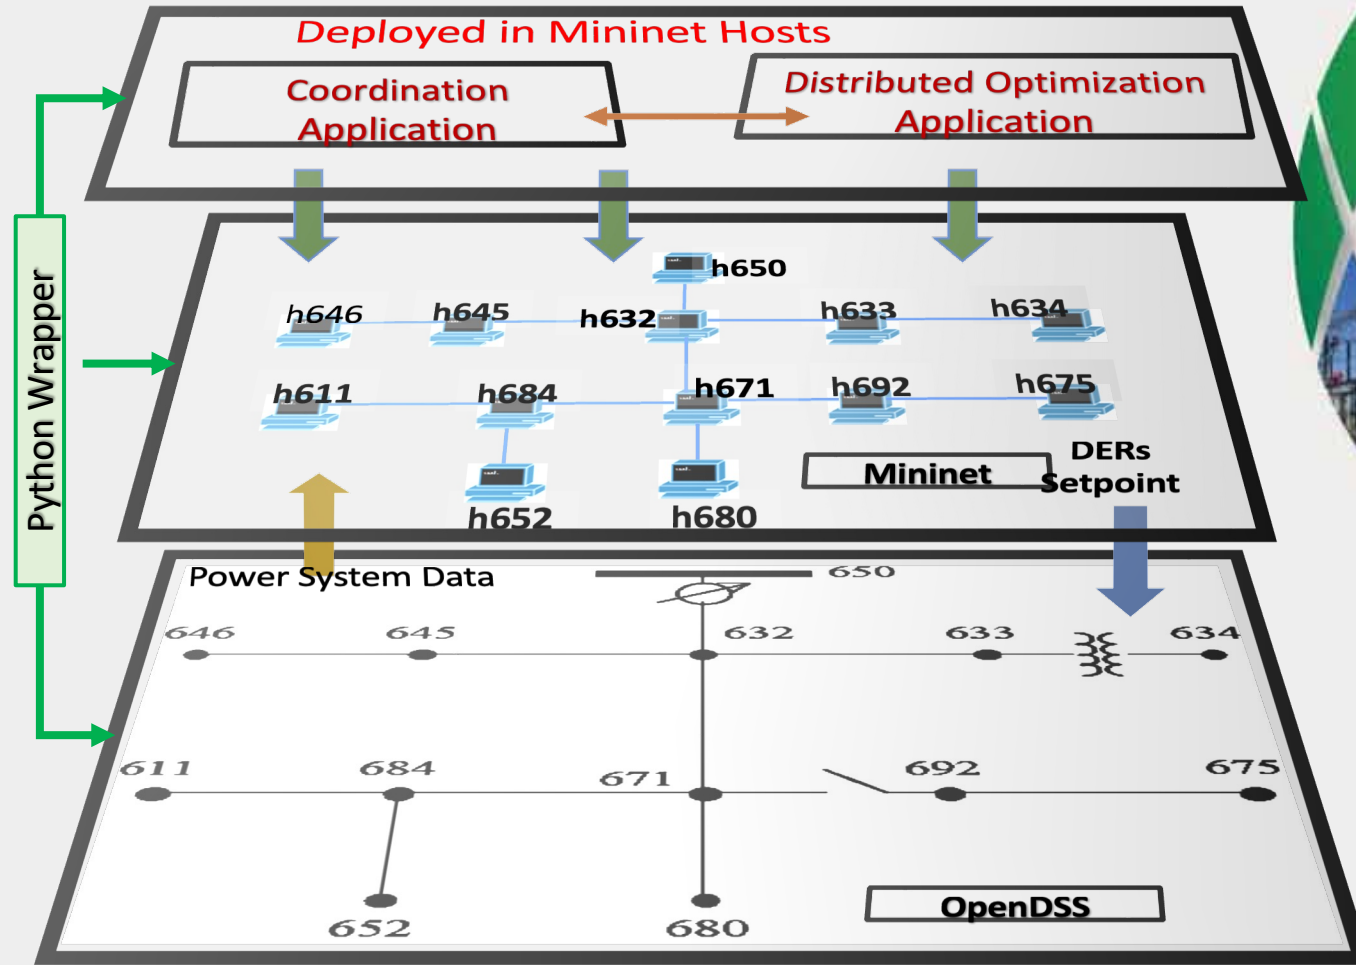 Deployed in Mininet Hosts
Coordination
Application
Distributed Optimization
Application
Python Wrapper
h650
h646
h645
h632
h633
h634
h611
h684
h671
h692
h675
h652
h680
Mininet
DERs
Setpoint
Power System Data
650
646
645
632
633
634
611
684
671
692
675
652
680
OpenDSS